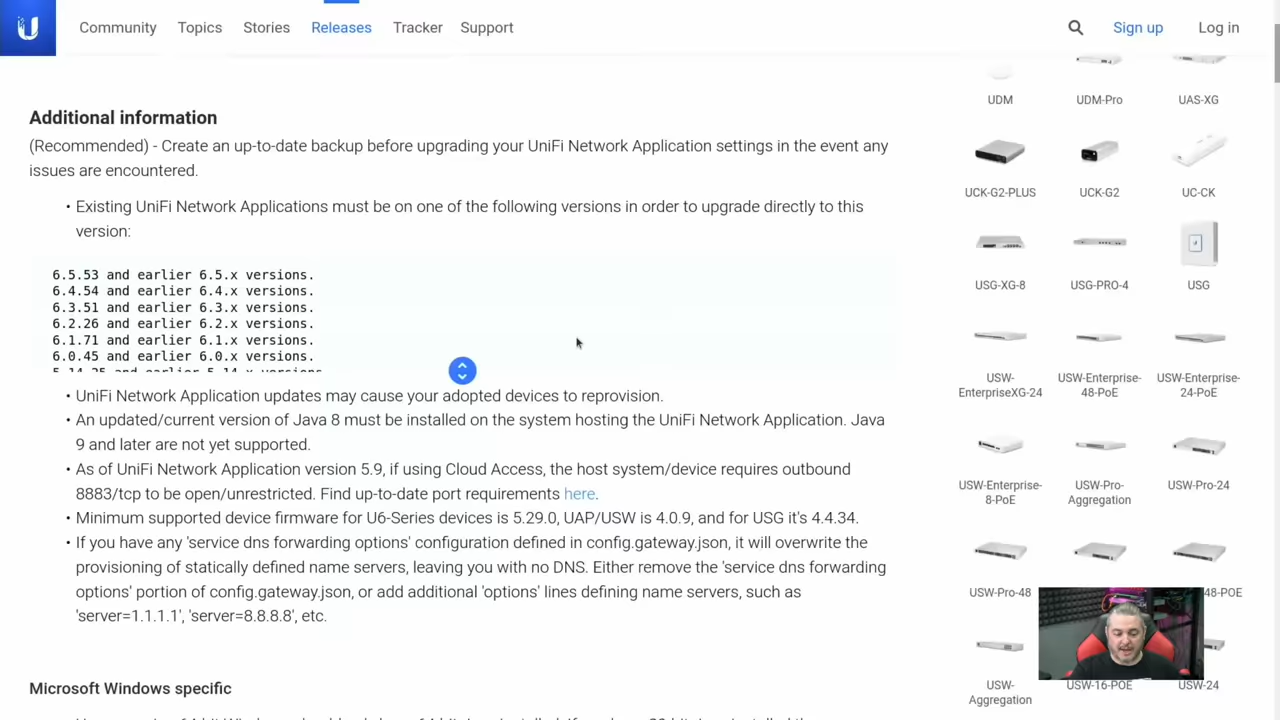 Community Topics Stories Releases Tracker Support Sign up Log in
Additional information
(Recommended) - Create an up-to-date backup before upgrading your UniFi Network Application settings in the event any
issues are encountered.
• Existing UniFi Network Applications must be on one of the following versions in order to upgrade directly to this
version:
6.5.53 and earlier 6.5.x versions.
6.4.54 and earlier 6.4.x versions.
6.3.51 and earlier 6.3.x versions.
6.2.26 and earlier 6.2.x versions.
6.1.71 and earlier 6.1.x versions.
6.0.45 and earlier 6.0.x versions.
• UniFi Network Application updates may cause your adopted devices to reprovision.
• An updated/current version of Java 8 must be installed on the system hosting the UniFi Network Application. Java
9 and later are not yet supported.
• As of UniFi Network Application version 5.9, if using Cloud Access, the host system/device requires outbound
8883/tcp to be open/unrestricted. Find up-to-date port requirements here.
• Minimum supported device firmware for U6-Series devices is 5.29.0, UAP/USW is 4.0.9, and for USG it's 4.4.34.
• If you have any 'service dns forwarding options' configuration defined in config.gateway.json, it will overwrite the
provisioning of statically defined name servers, leaving you with no DNS. Either remove the 'service dns forwarding
options' portion of config.gateway.json, or add additional 'options' lines defining name servers, such as
'server=1.1.1.1', 'server=8.8.8.8', etc.
Microsoft Windows specific
UDM UDM-Pro UAS-XG
UCK-G2-PLUS UCK-G2 UC-CK
USG-XG-8 USG-PRO-4 USG
USW- USW-Enterprise- USW-Enterprise-
EnterpriseXG-24 48-PoE 24-PoE
USW-Enterprise- USW-Pro- USW-Pro-24
8-PoE Aggregation
USW-Pro-48 48-POE
USW- USW-16-POE USW-24
Aggregation